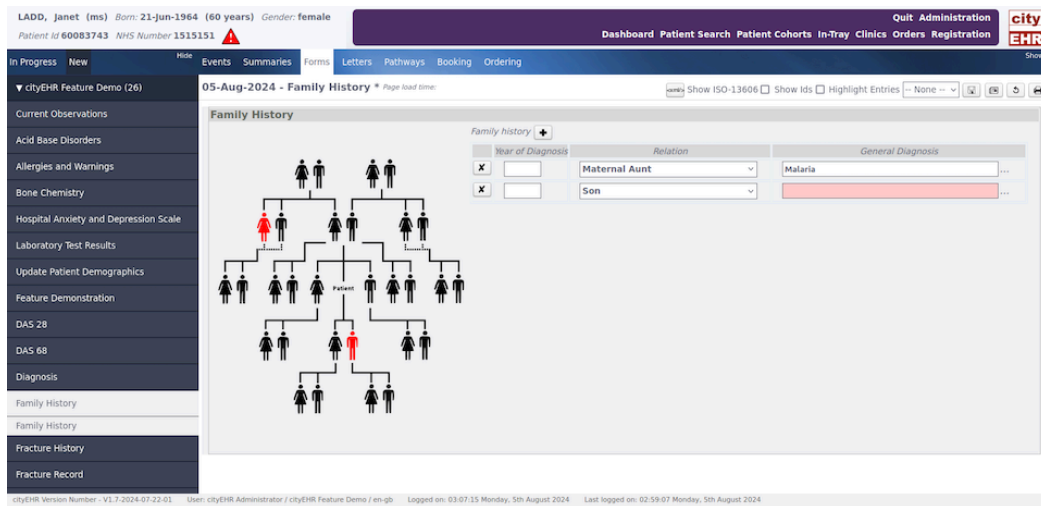 LADD, Janet (ms) Born: 21-Jun-1964 (60 years) Gender: female
Patient Id 60083743 NHS Number 1515151
Quit Administration
Dashboard Patient Search Patient Cohorts In-Tray Clinics Orders Registration
city
EHR
In Progress New Hide
Events Summaries Forms Letters Pathways Booking Ordering
▼ cityEHR Feature Demo (26)
Current Observations
Acid Base Disorders
Allergies and Warnings
Bone Chemistry
Hospital Anxiety and Depression Scale
Laboratory Test Results
Update Patient Demographics
Feature Demonstration
DAS 28
DAS 68
Diagnosis
Family History
Family History
Fracture History
Fracture Record
05-Aug-2024 - Family History * Page load time:
Show ISO-13606 Show Ids Highlight Entries -- None --
Family History
Family history
Year of Diagnosis Relation General Diagnosis
Maternal Aunt Malaria ...
Son ...
Patient
cityEHR Version Number - V1.7-2024-07-22-01 User: cityEHR Administrator / cityEHR Feature Demo / en-gb Logged on: 03:07:15 Monday, 5th August 2024 Last logged on: 02:59:07 Monday, 5th August 2024